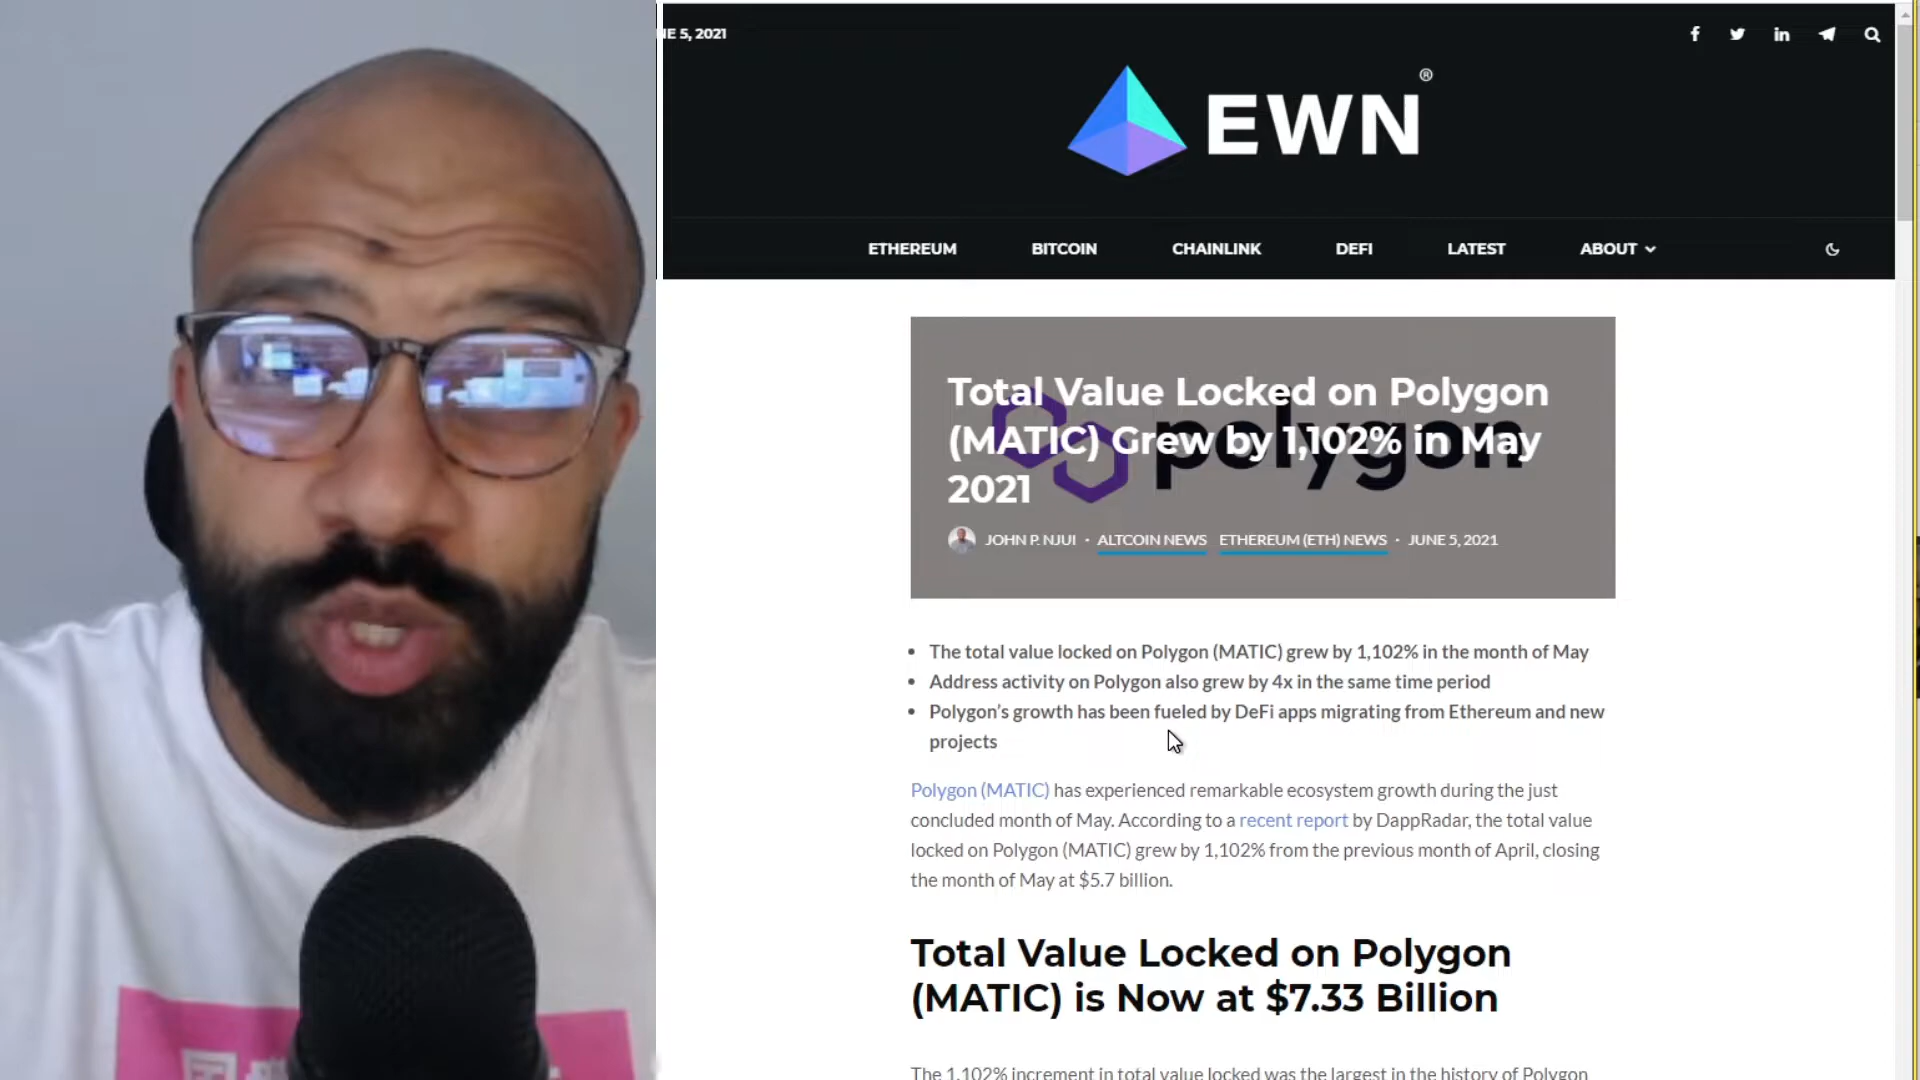 NE 5, 2021
EWN®
ETHEREUM BITCOIN CHAINLINK DEFI LATEST ABOUT
polygon
Total Value Locked on Polygon
(MATIC) Grew by 1,102% in May
2021
JOHN P. NJUI · ALTCOIN NEWS ETHEREUM (ETH) NEWS · JUNE 5, 2021
• The total value locked on Polygon (MATIC) grew by 1,102% in the month of May
• Address activity on Polygon also grew by 4x in the same time period
• Polygon’s growth has been fueled by DeFi apps migrating from Ethereum and new
projects
Polygon (MATIC) has experienced remarkable ecosystem growth during the just
concluded month of May. According to a recent report by DappRadar, the total value
locked on Polygon (MATIC) grew by 1,102% from the previous month of April, closing
the month of May at $5.7 billion.
Total Value Locked on Polygon
(MATIC) is Now at $7.33 Billion
The 1,102% increment in total value locked was the largest in the history of Polygon